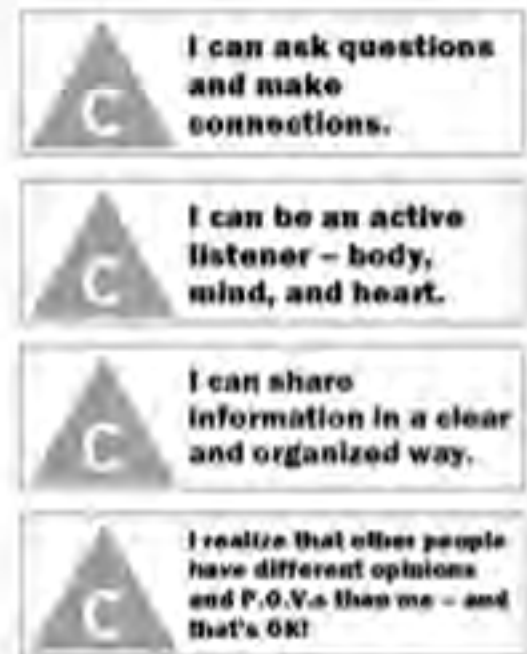 C
I can ask questions
and make
connections.
C
I can be an active
listener – body,
mind, and heart.
C
I can share
information in a clear
and organized way.
C
I realize that other people
have different opinions
and P.O.V.s than me – and
that's OK!